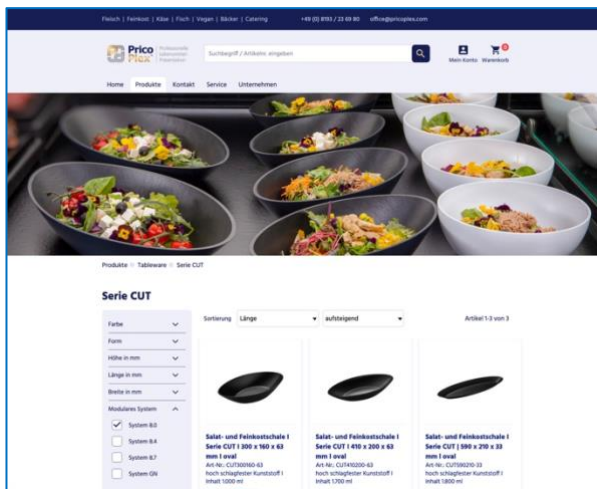 Fleisch | Feinkost | Käse | Fisch | Vegan | Bäcker | Catering
+49 (0) 8193 / 23 69 80
office@pricoplex.com
Prico
Plex
Professionelle
Lebensmittel-
Präsentation
Suchbegriff / Artikelnr. eingeben
Mein Konto
Warenkorb
0
Home
Produkte
Kontakt
Service
Unternehmen
Produkte
Tableware
Serie CUT
Serie CUT
Farbe
Form
Höhe in mm
Länge in mm
Breite in mm
Modulares System
System 8.0
System 8.4
System 8.7
System GN
Sortierung
Länge
aufsteigend
Artikel 1-3 von 3
Salat- und Feinkostschale I
Serie CUT I 300 x 160 x 63
mm I oval
Art-Nr.: CUT300160-63
hoch schlagfester Kunststoff I
Inhalt 1.000 ml
Salat- und Feinkostschale I
Serie CUT I 410 x 200 x 63
mm I oval
Art-Nr.: CUT410200-63
hoch schlagfester Kunststoff I
Inhalt 1.700 ml
Salat- und Feinkostschale I
Serie CUT | 590 x 210 x 33
mm I oval
Art-Nr.: CUT590210-33
hoch schlagfester Kunststoff I
Inhalt 1.800 ml